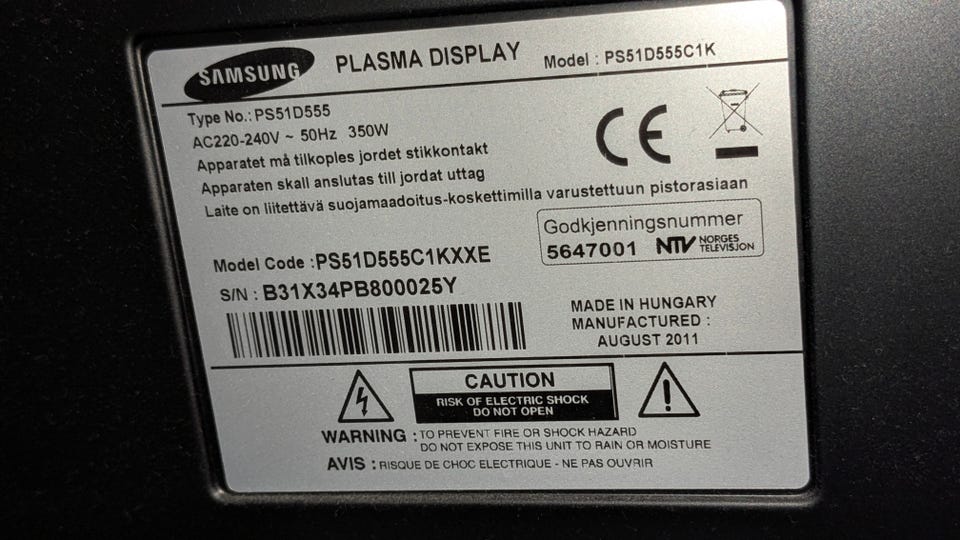 SAMSUNG PLASMA DISPLAY Model : PS51D555C1K
Type No.: PS51D555
AC220-240V ~ 50Hz 350W
Apparatet må tilkoples jordet stikkontakt
Apparaten skall anslutas till jordat uttag
Laite on liitettävä suojamaadoitus-koskettimilla varustettuun pistorasiaan
CE
Godkjenningsnummer
5647001 NTV NORGES
TELEVISJON
Model Code : PS51D555C1KXXE
S/N : B31X34PB800025Y
MADE IN HUNGARY
MANUFACTURED :
AUGUST 2011
CAUTION
RISK OF ELECTRIC SHOCK
DO NOT OPEN
WARNING : TO PREVENT FIRE OR SHOCK HAZARD
DO NOT EXPOSE THIS UNIT TO RAIN OR MOISTURE
AVIS : RISQUE DE CHOC ELECTRIQUE - NE PAS OUVRIR